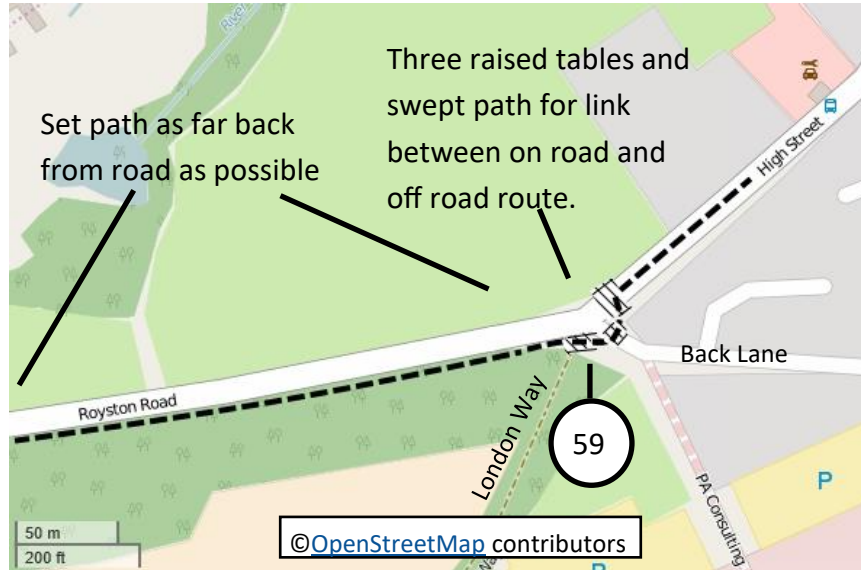 River
Three raised tables and
swept path for link
between on road and
off road route.
Set path as far back
from road as possible
High Street
Back Lane
Royston Road
London Way
59
PA Consulting
P
P
50 m
200 ft
©OpenStreetMap contributors